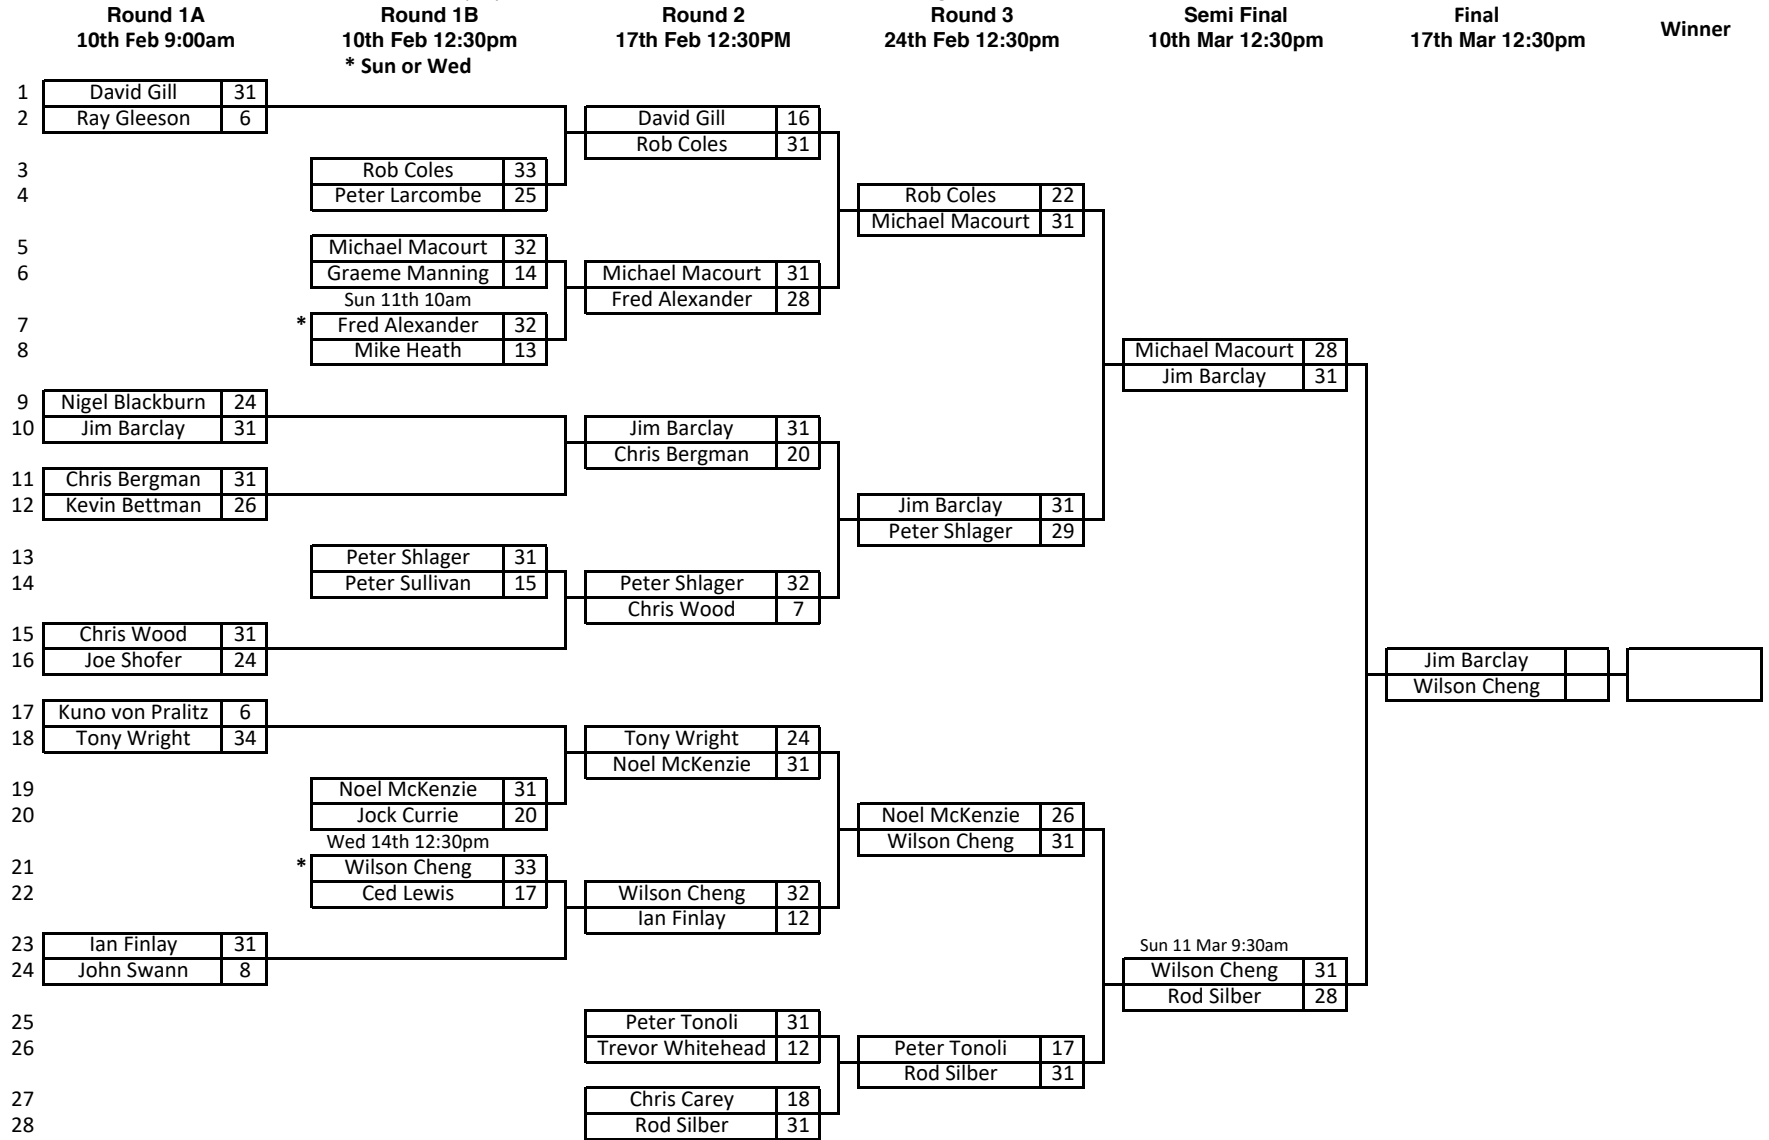 Round 1A Round 1B Round 2 Round 3 Semi Final Final Winner
10th Feb 9:00am 10th Feb 12:30pm 17th Feb 12:30PM 24th Feb 12:30pm 10th Mar 12:30pm 17th Mar 12:30pm
* Sun or Wed
1 David Gill 31
2 Ray Gleeson 6 David Gill 16
Rob Coles 31
3 Rob Coles 33
4 Peter Larcombe 25 Rob Coles 22
Michael Macourt 31
5 Michael Macourt 32
6 Graeme Manning 14 Michael Macourt 31
Sun 11th 10am Fred Alexander 28
7 * Fred Alexander 32
8 Mike Heath 13 Michael Macourt 28
Jim Barclay 31
9 Nigel Blackburn 24
10 Jim Barclay 31 Jim Barclay 31
Chris Bergman 20
11 Chris Bergman 31
12 Kevin Bettman 26 Jim Barclay 31
Peter Shlager 29
13 Peter Shlager 31
14 Peter Sullivan 15 Peter Shlager 32
Chris Wood 7
15 Chris Wood 31
16 Joe Shofer 24 Jim Barclay
Wilson Cheng
17 Kuno von Pralitz 6
18 Tony Wright 34 Tony Wright 24
Noel McKenzie 31
19 Noel McKenzie 31
20 Jock Currie 20 Noel McKenzie 26
Wed 14th 12:30pm Wilson Cheng 31
21 * Wilson Cheng 33
22 Ced Lewis 17 Wilson Cheng 32
Ian Finlay 12
23 Ian Finlay 31 Sun 11 Mar 9:30am
24 John Swann 8 Wilson Cheng 31
Rod Silber 28
25 Peter Tonoli 31
26 Trevor Whitehead 12 Peter Tonoli 17
Rod Silber 31
27 Chris Carey 18
28 Rod Silber 31